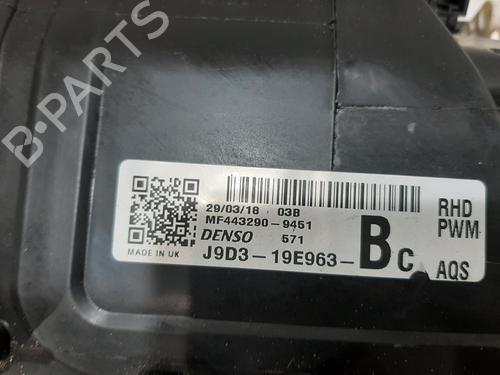 29/03/18 03B
MF443290-9451
DENSO 571
MADE IN UK
J9D3-19E963-BC
RHD
PWM
AQS
B-PARTS